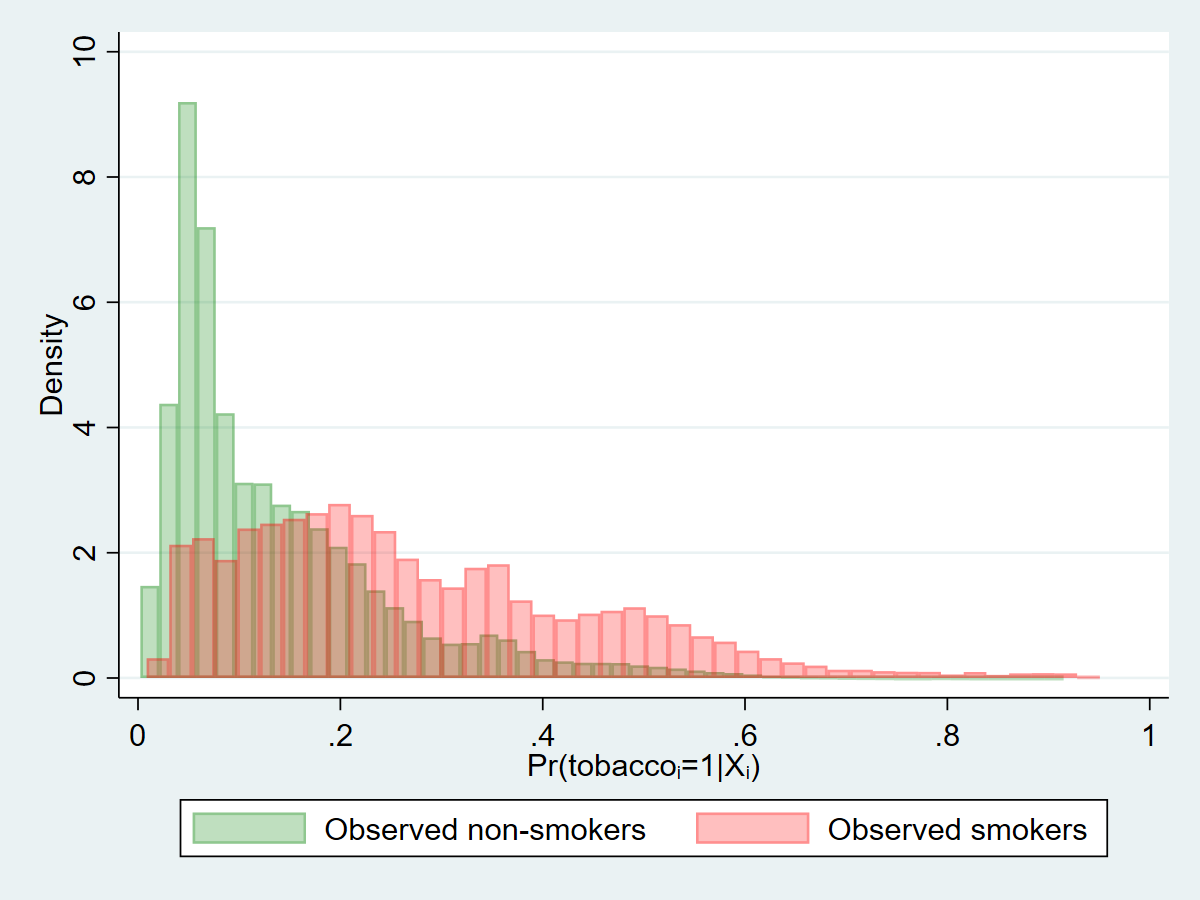 10
8
6
4
2
0
Density
0 .2 .4 .6 .8 1
Pr(tobaccoᵢ=1|Xᵢ)
Observed non-smokers Observed smokers